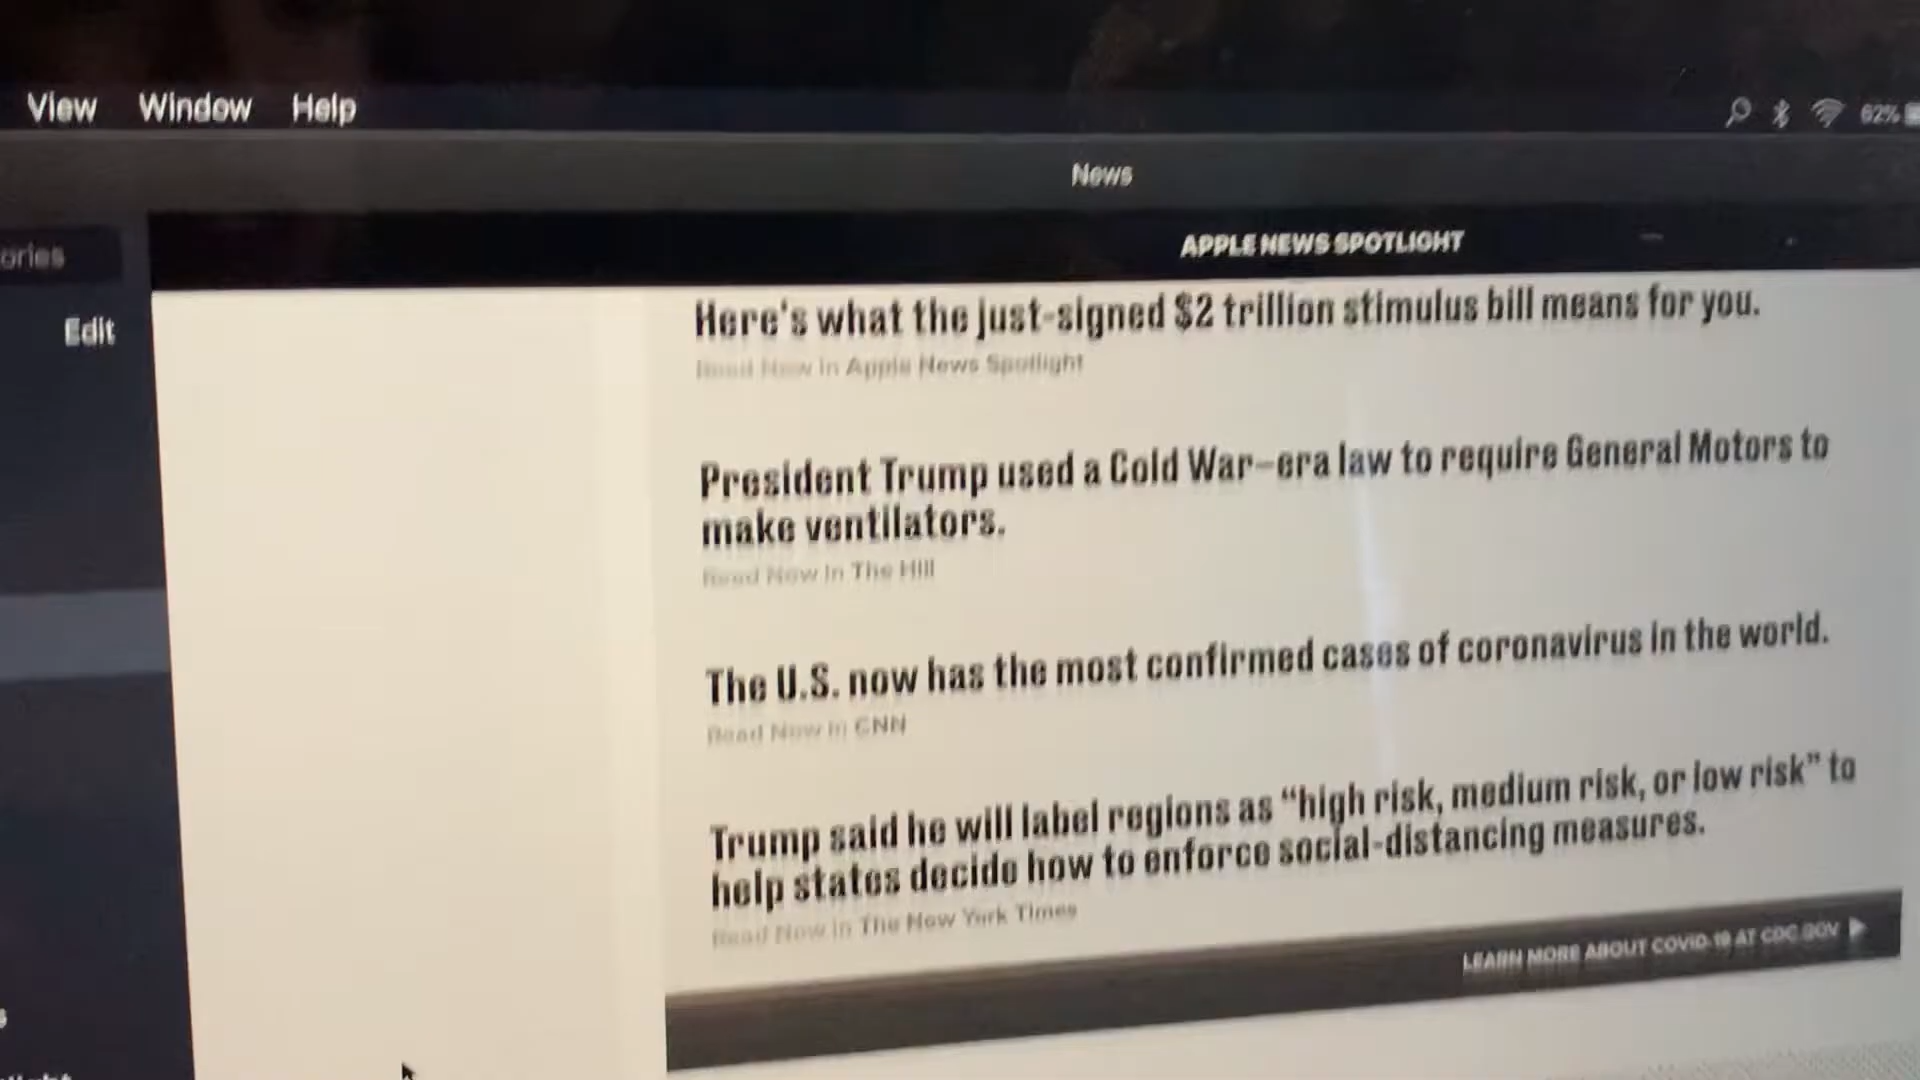 View Window Help
62%
News
APPLE NEWS SPOTLIGHT
ories
Edit
Here's what the just-signed $2 trillion stimulus bill means for you.
Read Now in Apple News Spotlight
President Trump used a Cold War–era law to require General Motors to
make ventilators.
Read Now in The Hill
The U.S. now has the most confirmed cases of coronavirus in the world.
Read Now in CNN
Trump said he will label regions as “high risk, medium risk, or low risk” to
help states decide how to enforce social-distancing measures.
Read Now in The New York Times
LEARN MORE ABOUT COVID-19 AT CDC.GOV